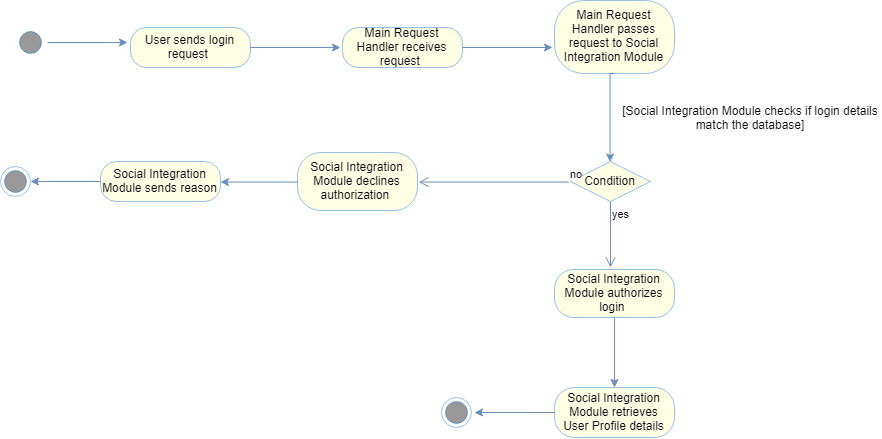 User sends login
request
Main Request
Handler receives
request
Main Request
Handler passes
request to Social
Integration Module
[Social Integration Module checks if login details
match the database]
Condition
no
yes
Social Integration
Module declines
authorization
Social Integration
Module sends reason
Social Integration
Module authorizes
login
Social Integration
Module retrieves
User Profile details